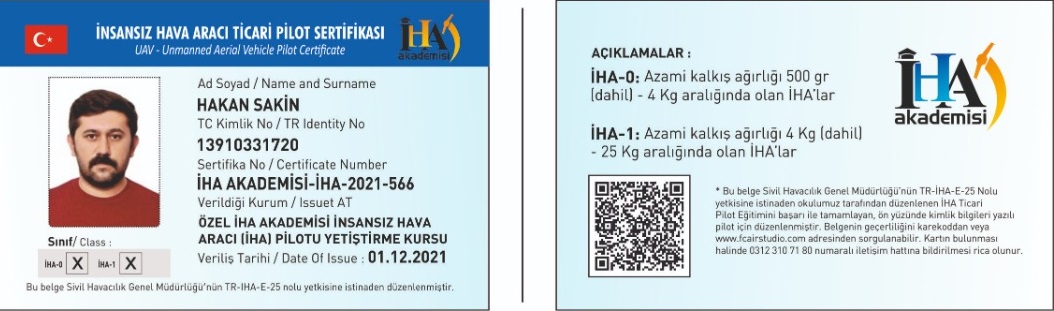 İNSANSIZ HAVA ARACI TİCARİ PİLOT SERTİFİKASI
UAV - Unmanned Aerial Vehicle Pilot Certificate
İHA
akademisi
Ad Soyad / Name and Surname
HAKAN SAKİN
TC Kimlik No / TR Identity No
13910331720
Sertifika No / Certificate Number
İHA AKADEMİSİ-İHA-2021-566
Verildiği Kurum / Issuet AT
ÖZEL İHA AKADEMİSİ İNSANSIZ HAVA
ARACI (İHA) PİLOTU YETİŞTİRME KURSU
Veriliş Tarihi / Date Of Issue : 01.12.2021
Sınıf/ Class :
İHA-0 X İHA-1 X
Bu belge Sivil Havacılık Genel Müdürlüğü'nün TR-IHA-E-25 nolu yetkisine istinaden düzenlenmiştir.
AÇIKLAMALAR :
İHA-0: Azami kalkış ağırlığı 500 gr
(dahil) - 4 Kg aralığında olan İHA'lar
İHA-1: Azami kalkış ağırlığı 4 Kg (dahil)
- 25 Kg aralığında olan İHA'lar
İHA
akademisi
* Bu belge Sivil Havacılık Genel Müdürlüğü'nün TR-İHA-E-25 Nolu
yetkisine istinaden okulumuz tarafından düzenlenen İHA Ticari
Pilot Eğitimini başarı ile tamamlayan, ön yüzünde kimlik bilgileri yazılı
pilot için düzenlenmiştir. Belgenin geçerliliğini karekoddan veya
www.fcairstudio.com adresinden sorgulanabilir. Kartın bulunması
halinde 0312 310 71 80 numaralı iletişim hattına bildirilmesi rica olunur.